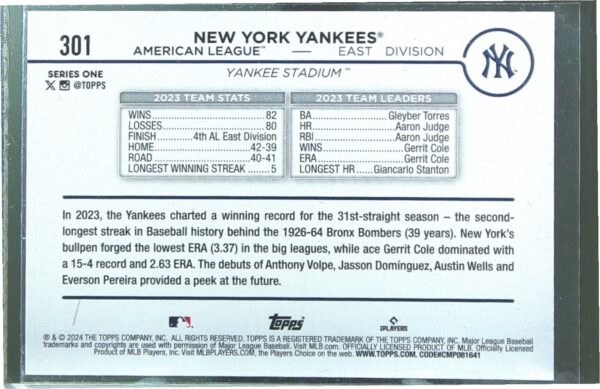 301
NEW YORK YANKEES®
AMERICAN LEAGUE™ — EAST DIVISION
SERIES ONE
@TOPPS
YANKEE STADIUM™
2023 TEAM STATS
WINS 82
LOSSES 80
FINISH 4th AL East Division
HOME 42-39
ROAD 40-41
LONGEST WINNING STREAK 5
2023 TEAM LEADERS
BA Gleyber Torres
HR Aaron Judge
RBI Aaron Judge
WINS Gerrit Cole
ERA Gerrit Cole
LONGEST HR Giancarlo Stanton
In 2023, the Yankees charted a winning record for the 31st-straight season – the second-
longest streak in Baseball history behind the 1926-64 Bronx Bombers (39 years). New York's
bullpen forged the lowest ERA (3.37) in the big leagues, while ace Gerrit Cole dominated with
a 15-4 record and 2.63 ERA. The debuts of Anthony Volpe, Jasson Domínguez, Austin Wells and
Everson Pereira provided a peek at the future.
Topps
PLAYERS
® & © 2024 THE TOPPS COMPANY, INC. ALL RIGHTS RESERVED. TOPPS IS A REGISTERED TRADEMARK OF THE TOPPS COMPANY, INC. Major League Baseball
trademarks and copyrights are used with permission of Major League Baseball. Visit MLB.com. OFFICIALLY LICENSED PRODUCT OF MLB. Officially Licensed
Product of MLB Players, Inc. Visit MLBPLAYERS.com, the Players Choice on the web. WWW.TOPPS.COM. CODE#CMP081641